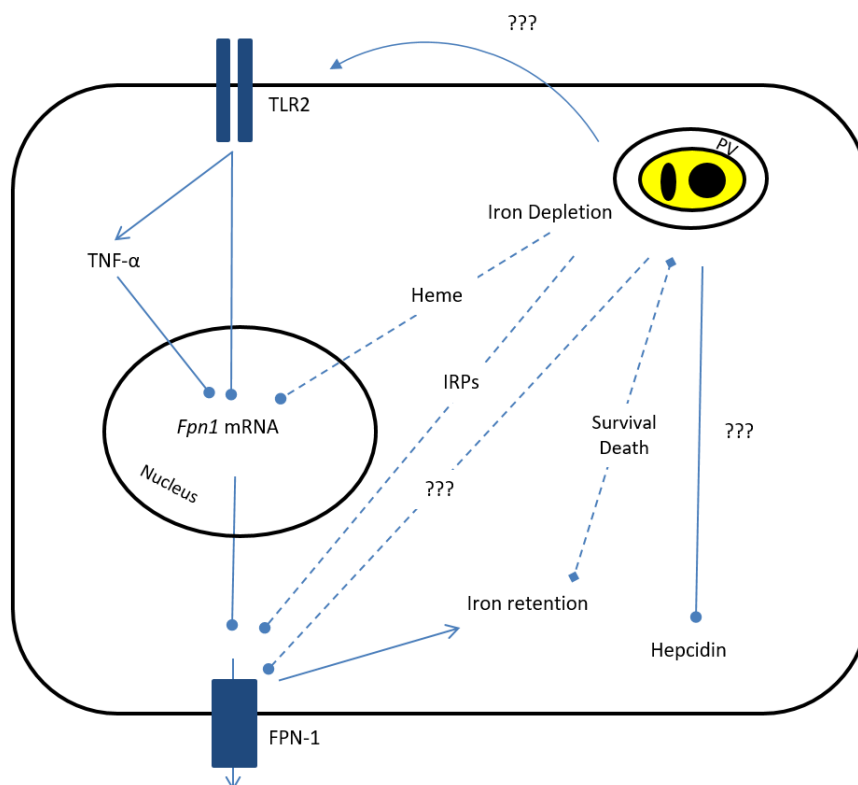 ???
TLR2
PV
Iron Depletion
TNF-α
Heme
IRPs
Fpn1 mRNA
Survival
Death
???
Nucleus
???
Iron retention
Hepcidin
FPN-1